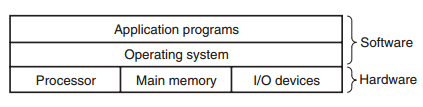 Application programs
Software
Operating system
Processor Main memory I/O devices Hardware